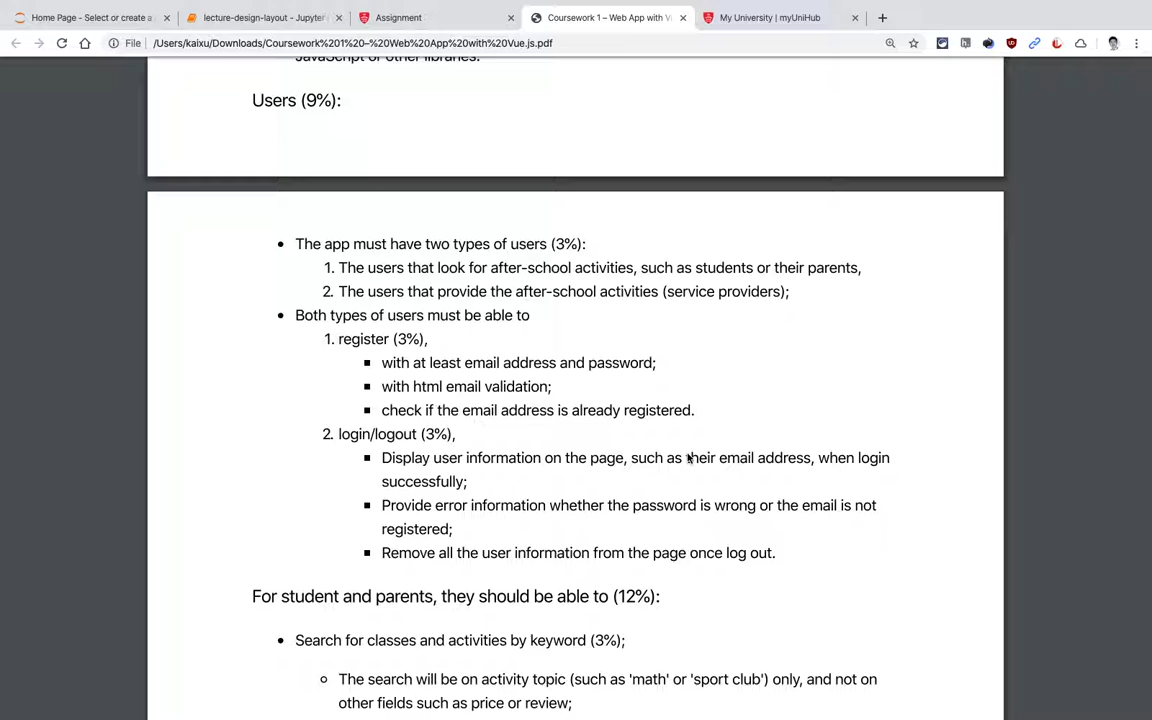 Home Page - Select or create a
lecture-design-layout - Jupyter
Assignment
Coursework 1 – Web App with V
My University | myUniHub
File
/Users/kaixu/Downloads/Coursework%201%20–%20Web%20App%20with%20Vue.js.pdf
JavaScript or other libraries.
Users (9%):
• The app must have two types of users (3%):
1. The users that look for after-school activities, such as students or their parents,
2. The users that provide the after-school activities (service providers);
• Both types of users must be able to
1. register (3%),
▪ with at least email address and password;
▪ with html email validation;
▪ check if the email address is already registered.
2. login/logout (3%),
▪ Display user information on the page, such as their email address, when login
successfully;
▪ Provide error information whether the password is wrong or the email is not
registered;
▪ Remove all the user information from the page once log out.
For student and parents, they should be able to (12%):
• Search for classes and activities by keyword (3%);
○ The search will be on activity topic (such as 'math' or 'sport club') only, and not on
other fields such as price or review;